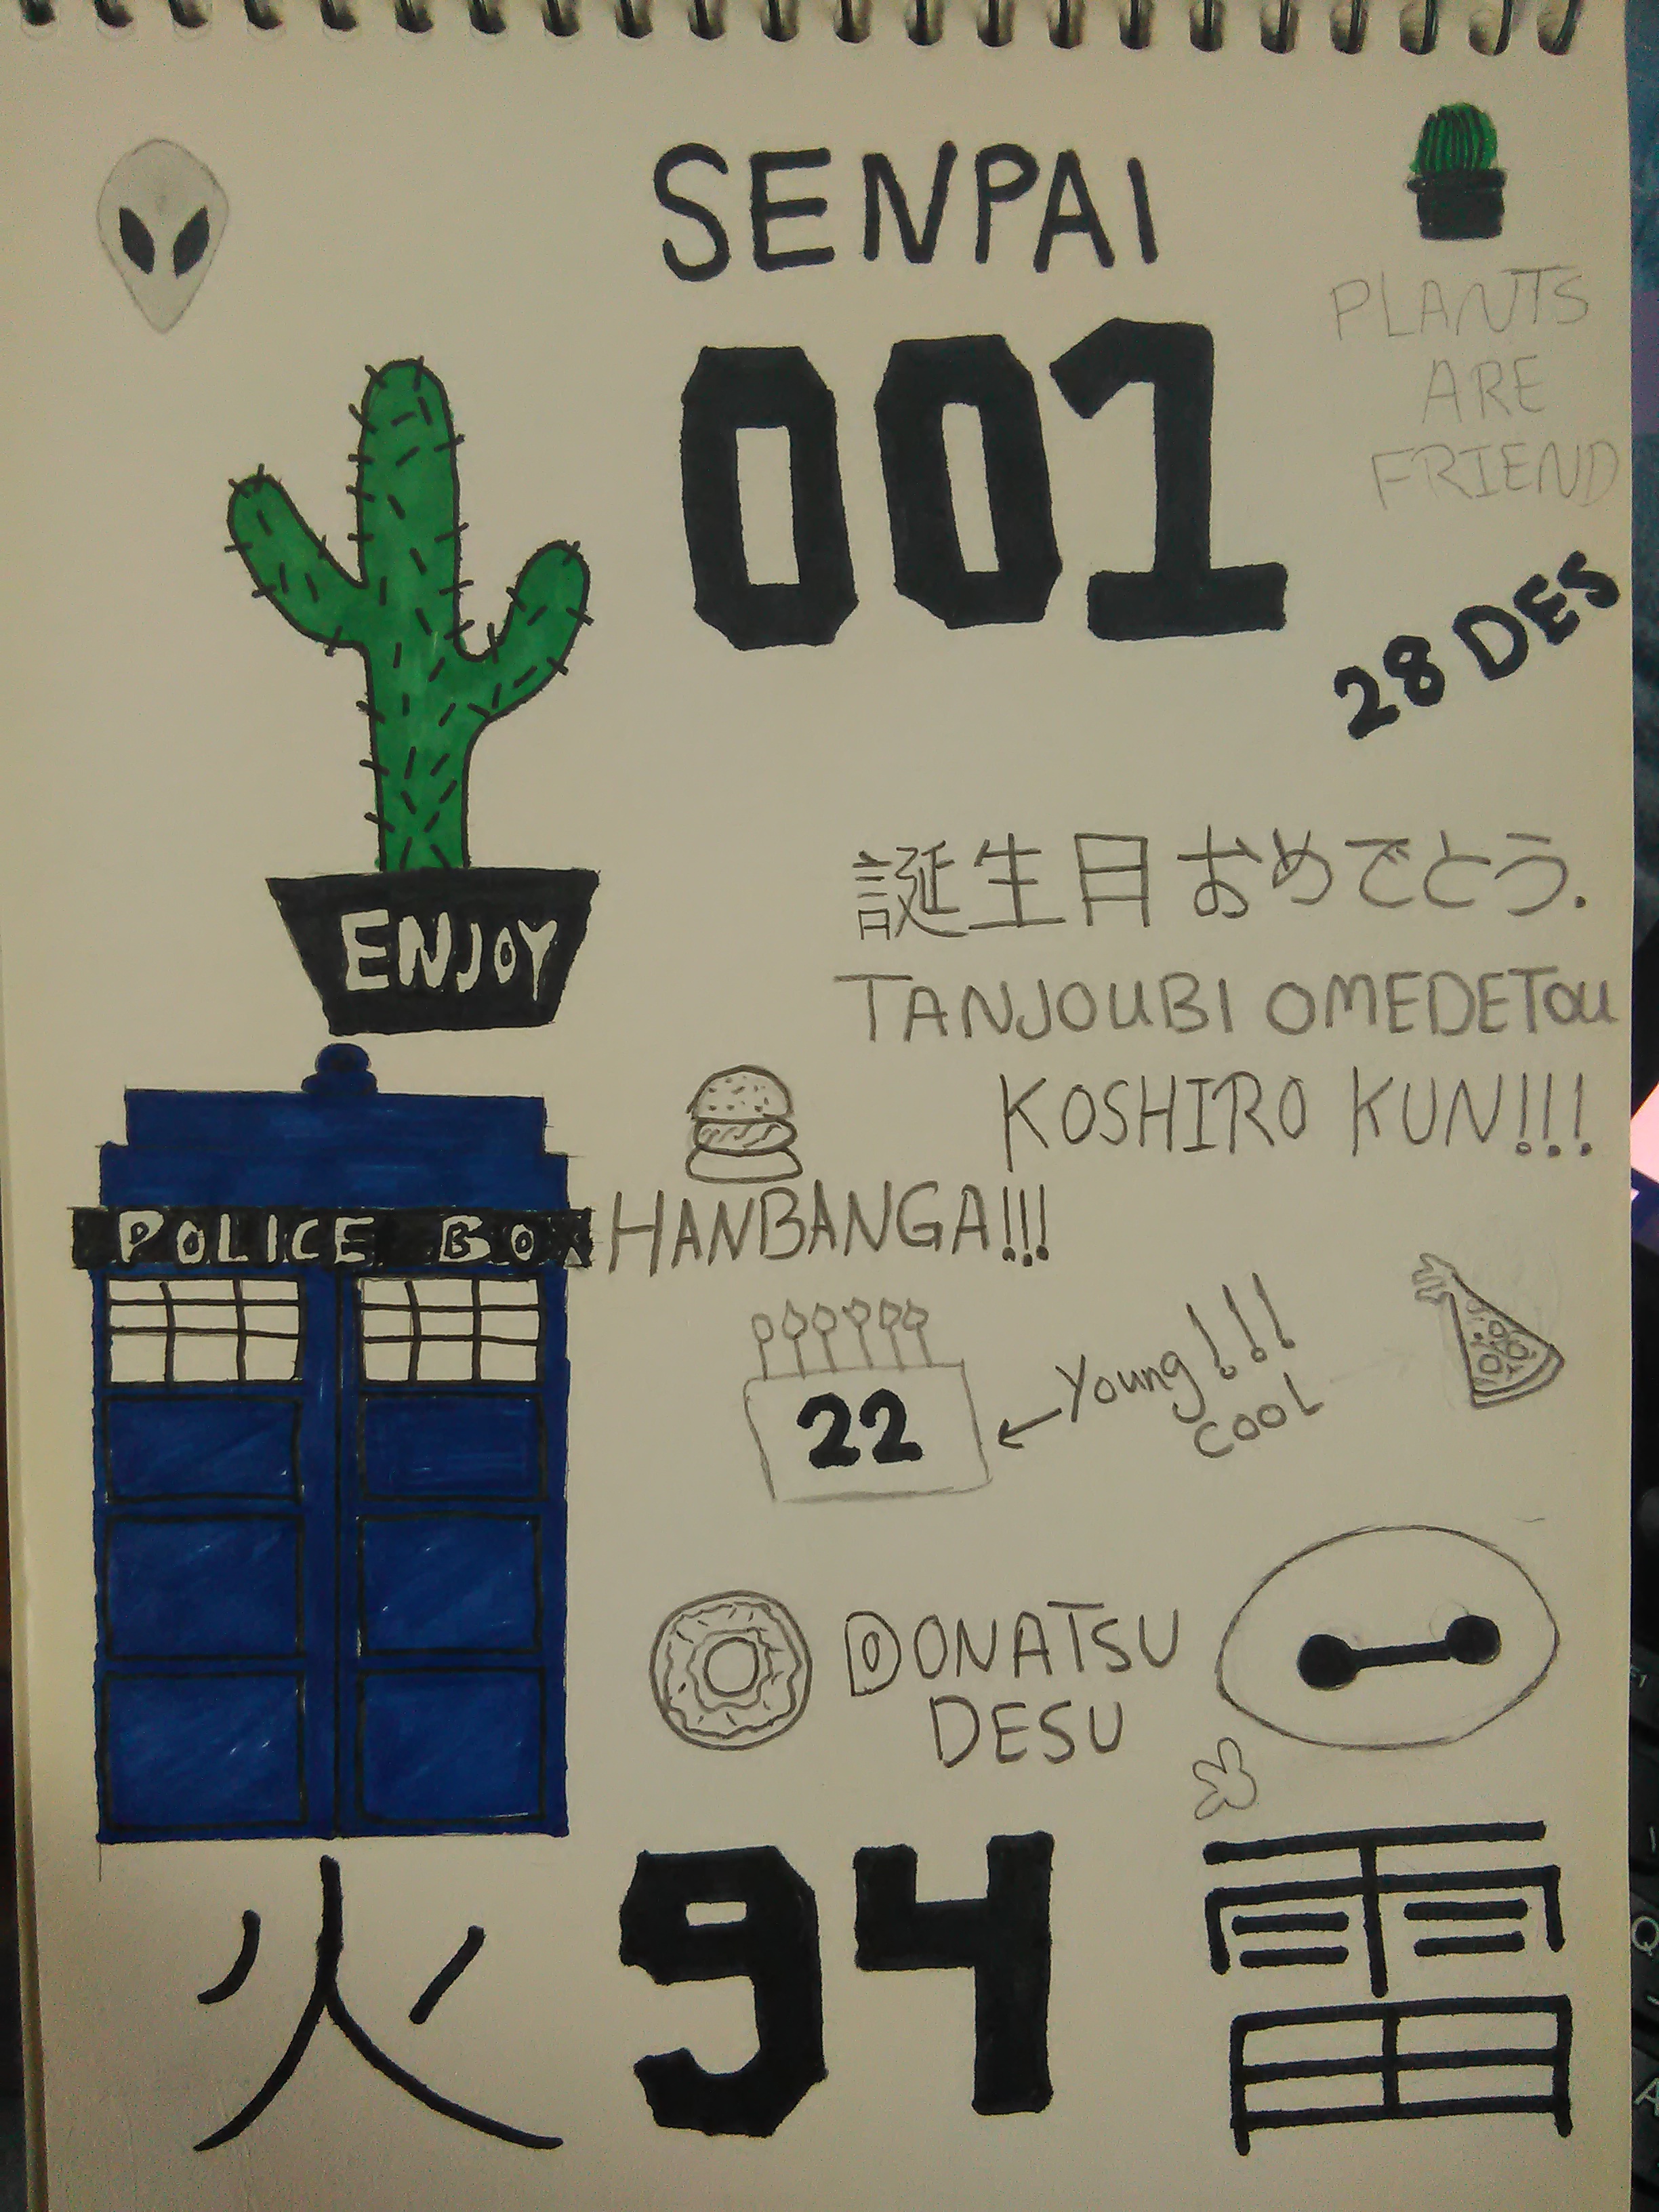 SENPAI
001
PLANTS
ARE
FRIEND
28 DES
ENJOY
誕生日おめでとう.
TANJOUBI OMEDETOU
KOSHIRO KUN!!!
POLICE BOX
HANBANGA!!!
22
Young!!!
COOL
DONATSU
DESU
火
94
雷